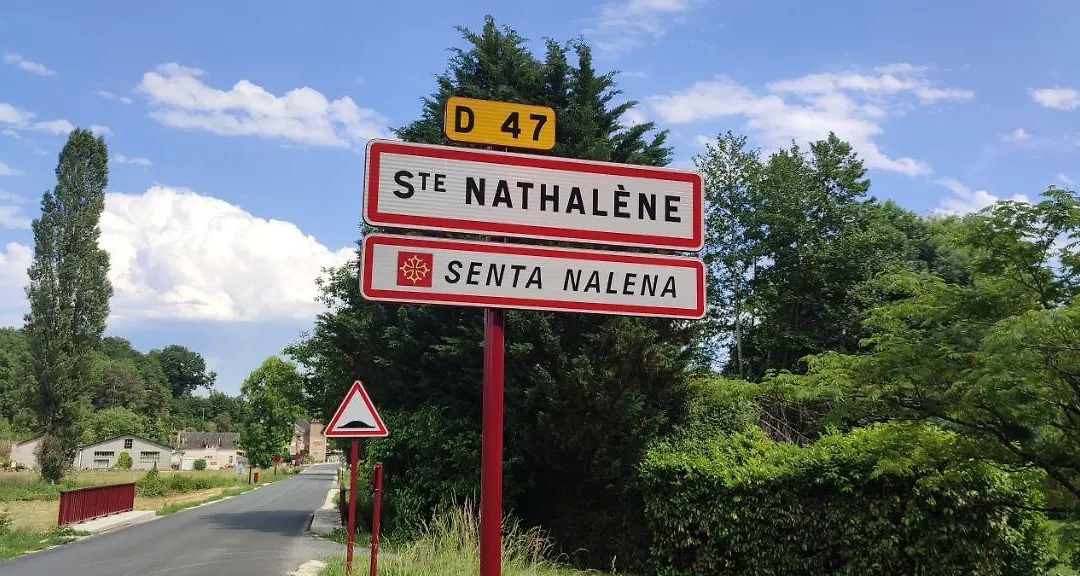 D 47
STE NATHALÈNE
SENTA NALENA